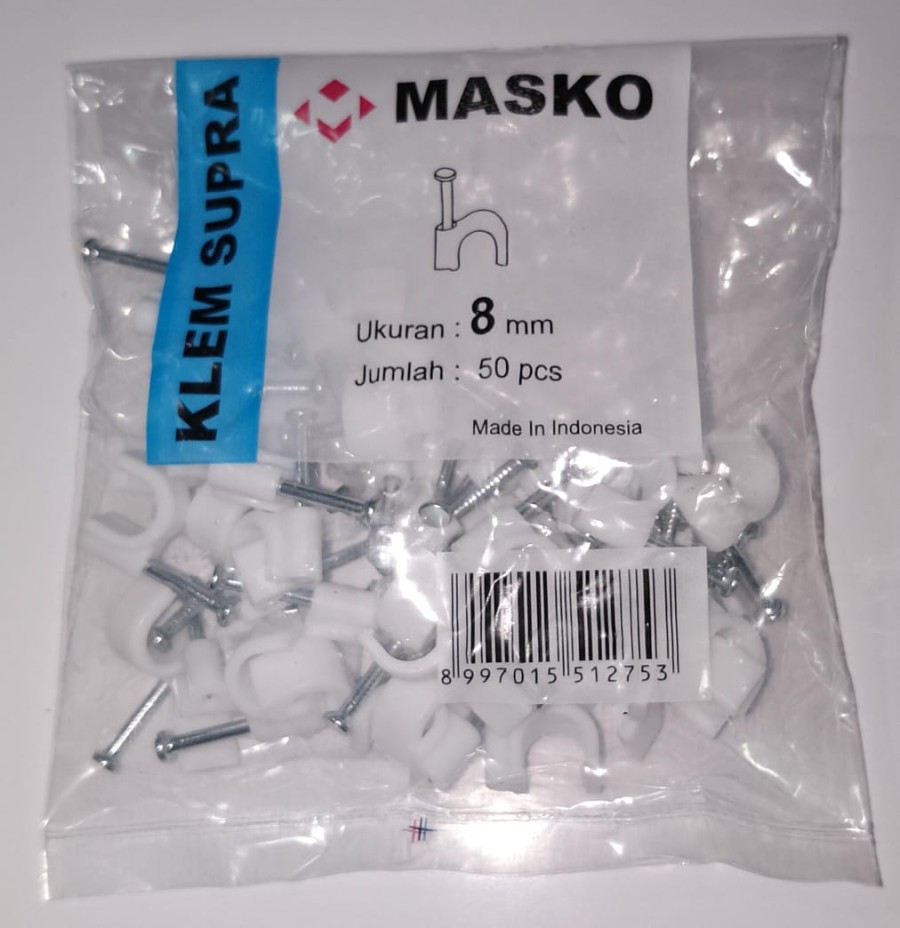 KLEM SUPRA
MASKO
Ukuran : 8 mm
Jumlah : 50 pcs
Made In Indonesia
8 997015 512753